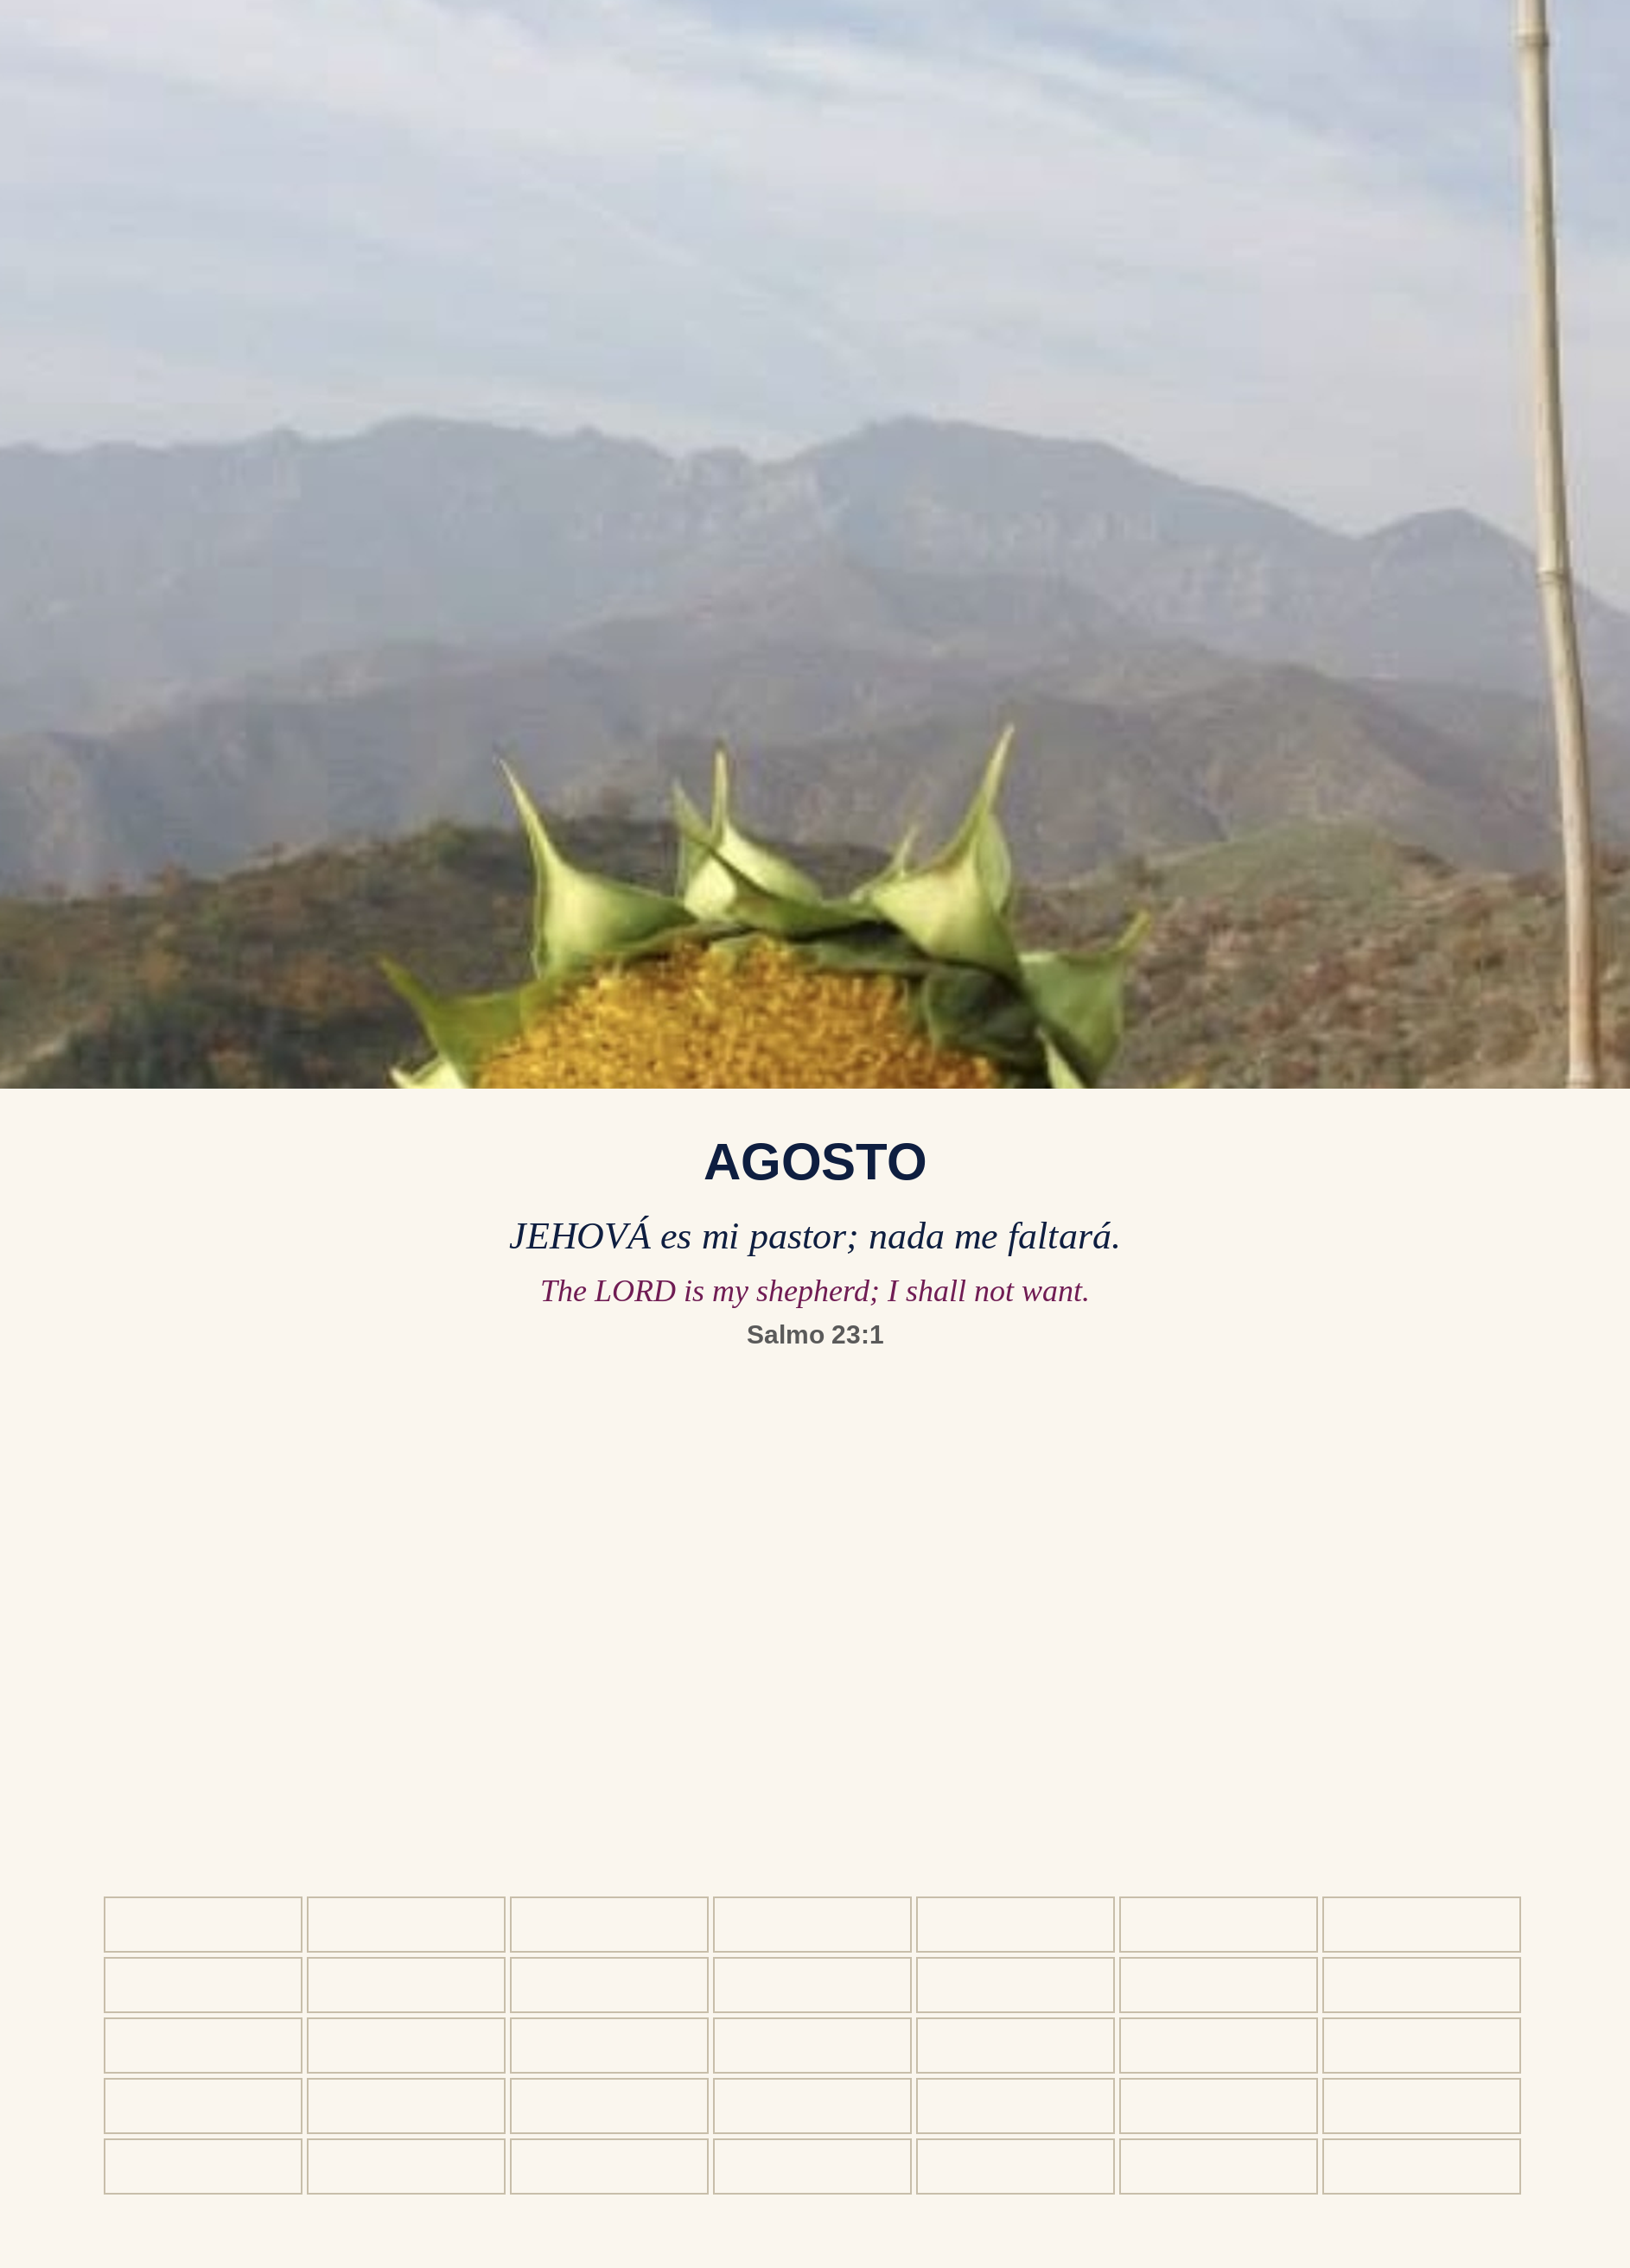 AGOSTO
JEHOVÁ es mi pastor; nada me faltará.
The LORD is my shepherd; I shall not want.
Salmo 23:1